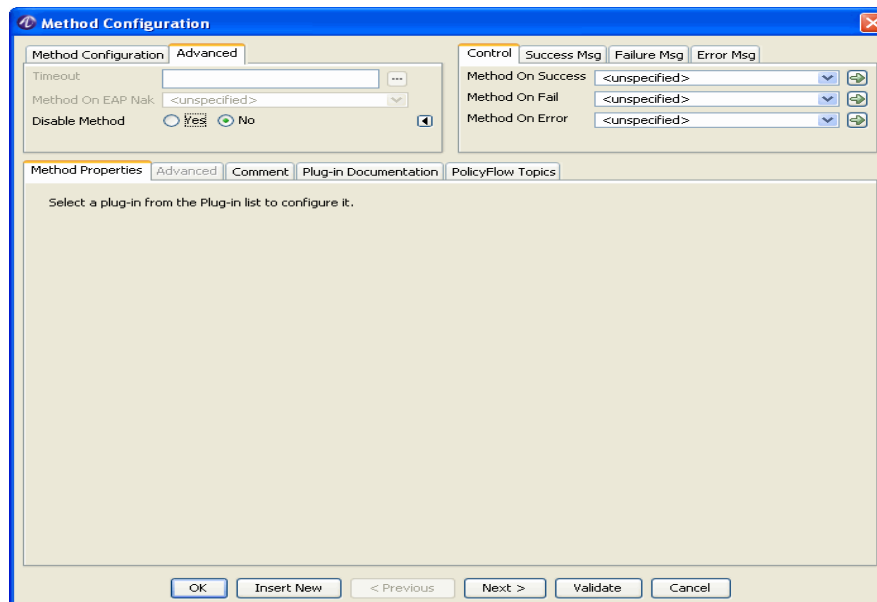 Method Configuration
Method Configuration Advanced
Timeout ...
Method On EAP Nak <unspecified>
Disable Method Yes No
Control Success Msg Failure Msg Error Msg
Method On Success <unspecified>
Method On Fail <unspecified>
Method On Error <unspecified>
Method Properties Advanced Comment Plug-in Documentation PolicyFlow Topics
Select a plug-in from the Plug-in list to configure it.
OK Insert New < Previous Next > Validate Cancel